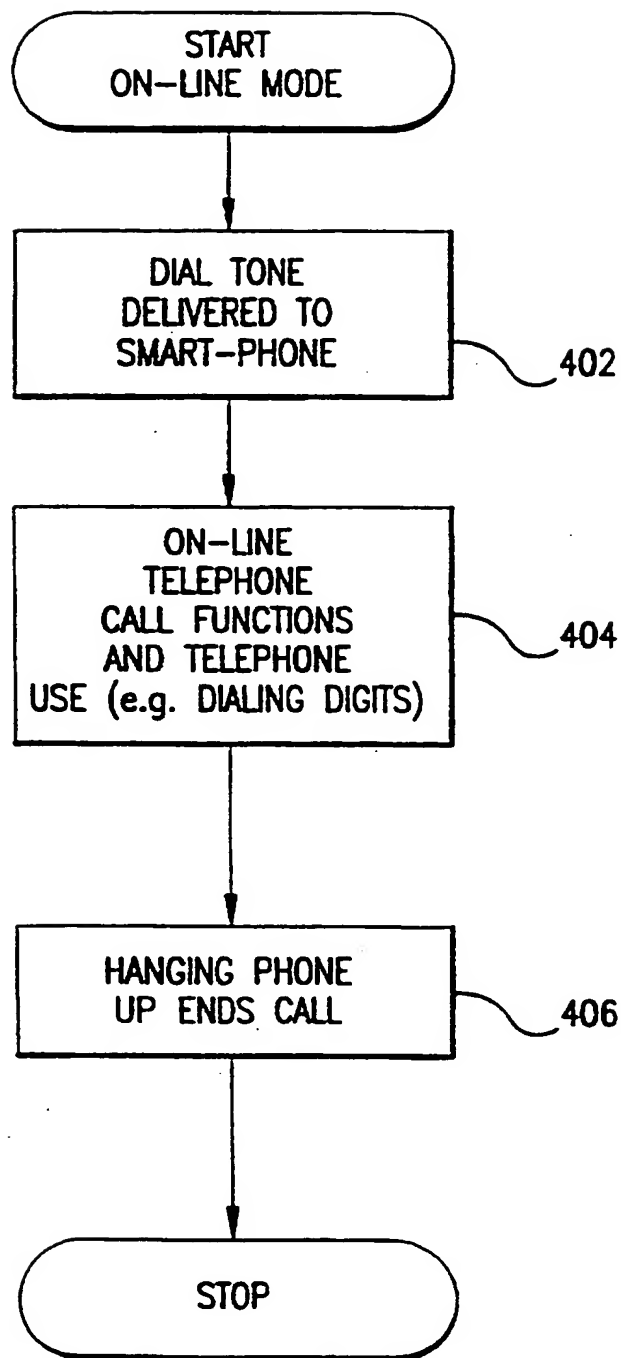 START
ON-LINE MODE
DIAL TONE
DELIVERED TO
SMART-PHONE
402
ON-LINE
TELEPHONE
CALL FUNCTIONS
AND TELEPHONE
USE (e.g. DIALING DIGITS)
404
HANGING PHONE
UP ENDS CALL
406
STOP